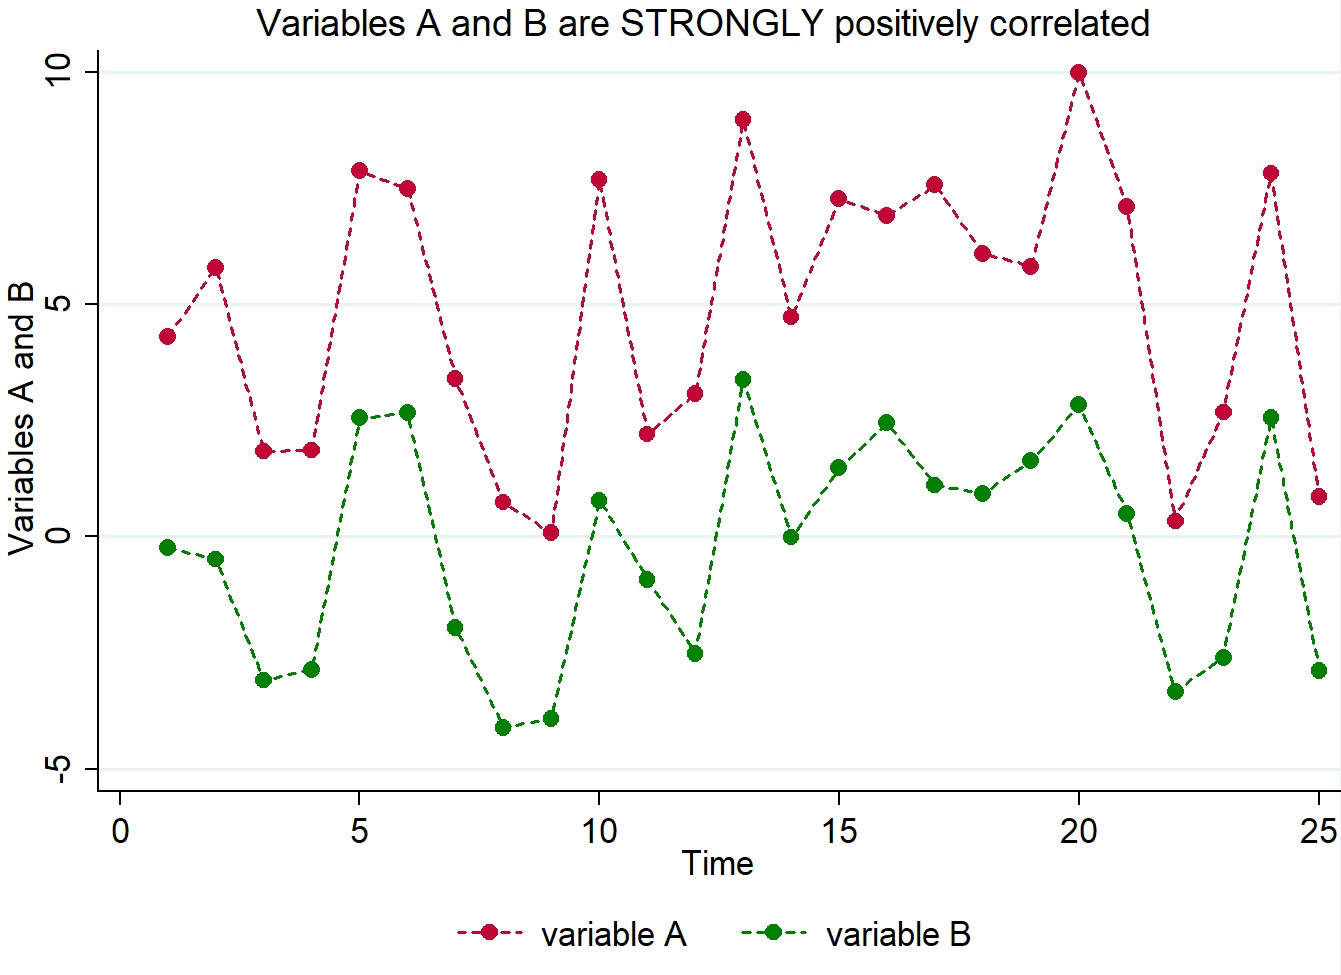 Variables A and B are STRONGLY positively correlated
Variables A and B
10
5
0
-5
0 5 10 15 20 25
Time
variable A variable B